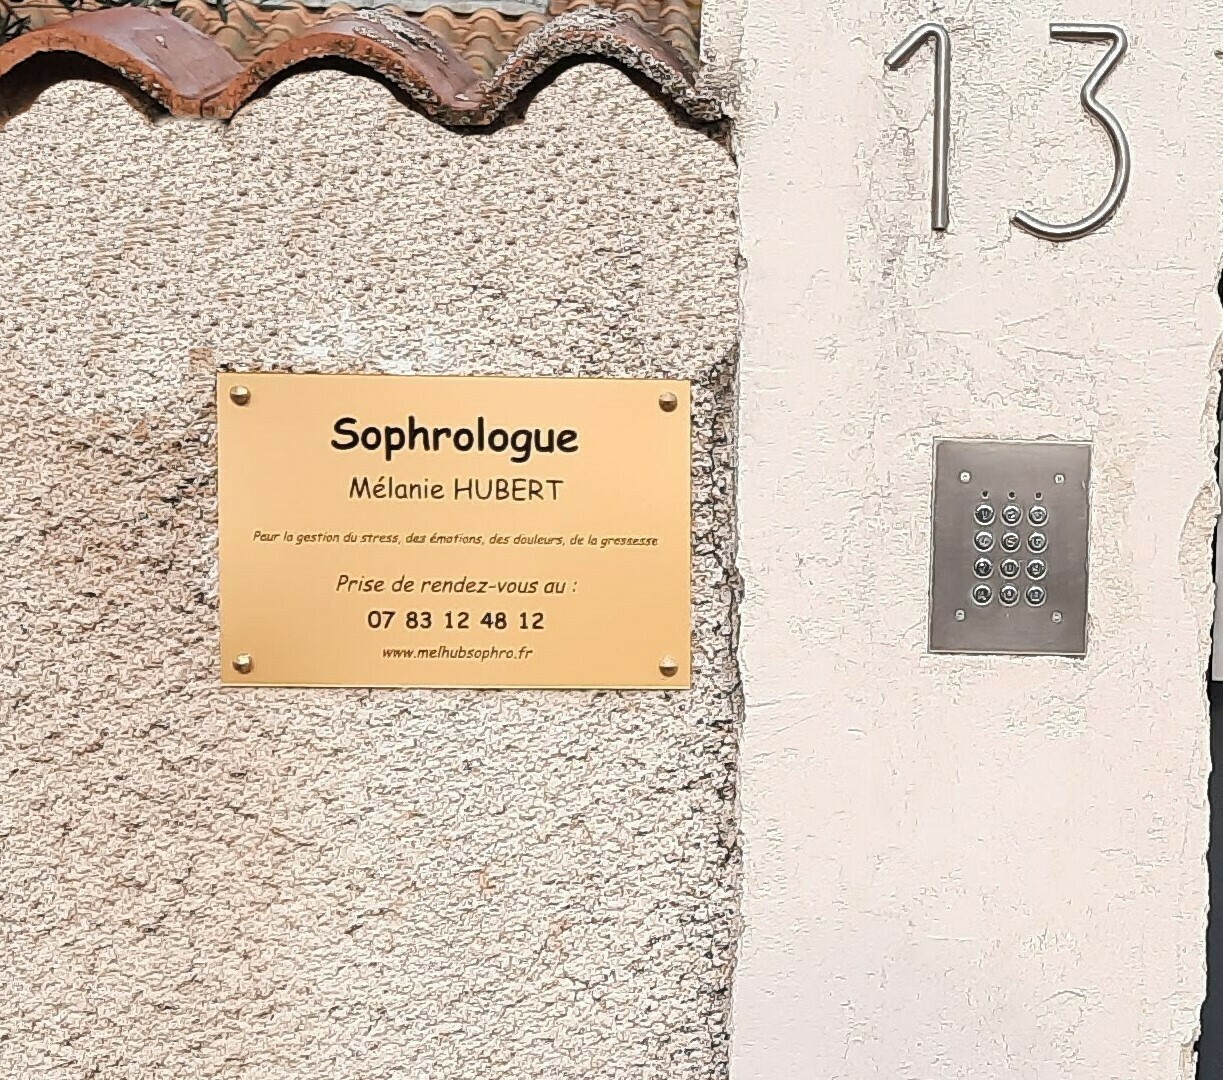 13
Sophrologue
Mélanie HUBERT
Pour la gestion du stress, des émotions, des douleurs, de la grossesse
Prise de rendez-vous au :
07 83 12 48 12
www.melhubsophro.fr